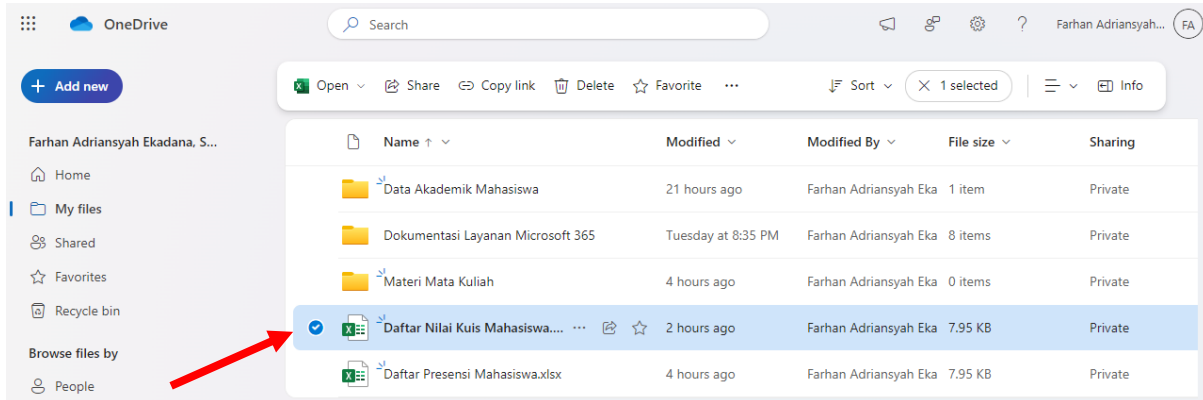 OneDrive
Search
Farhan Adriansyah...
FA
Add new
Open
Share
Copy link
Delete
Favorite
...
Sort
1 selected
Info
Farhan Adriansyah Ekadana, S...
Home
My files
Shared
Favorites
Recycle bin
Browse files by
People
Name Modified Modified By File size Sharing
Data Akademik Mahasiswa 21 hours ago Farhan Adriansyah Eka 1 item Private
Dokumentasi Layanan Microsoft 365 Tuesday at 8:35 PM Farhan Adriansyah Eka 8 items Private
Materi Mata Kuliah 4 hours ago Farhan Adriansyah Eka 0 items Private
Daftar Nilai Kuis Mahasiswa.... ... 2 hours ago Farhan Adriansyah Eka 7.95 KB Private
Daftar Presensi Mahasiswa.xlsx 4 hours ago Farhan Adriansyah Eka 7.95 KB Private